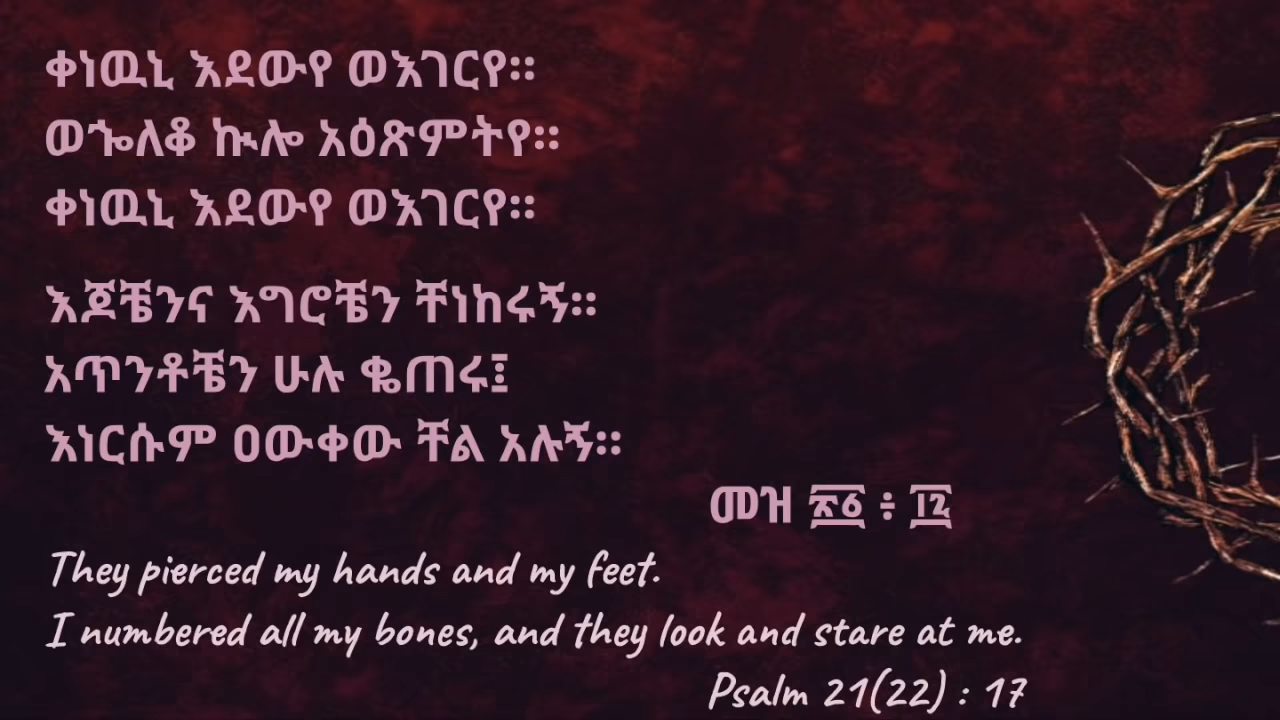 ቀነዉኒ እደውየ ወእገርየ።
ወኈለቆ ኲሎ አዕጽምትየ።
ቀነዉኒ እደውየ ወእገርየ።
እጆቼንና እግሮቼን ቸነከሩኝ።
አጥንቶቼን ሁሉ ቈጠሩ፤
እነርሱም ዐውቀው ቸል አሉኝ።
መዝ ፳፩ ፥ ፲፯
They pierced my hands and my feet.
I numbered all my bones, and they look and stare at me.
Psalm 21(22) : 17